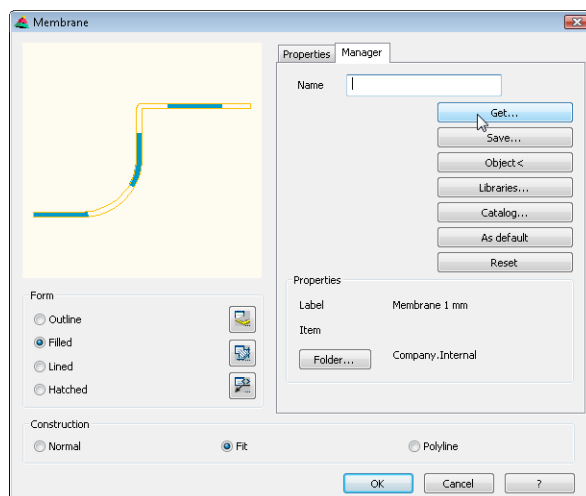 Membrane
Properties
Manager
Name
Get...
Save...
Object<
Libraries...
Catalog...
As default
Reset
Properties
Label Membrane 1 mm
Item
Folder... Company.Internal
Form
Outline
Filled
Lined
Hatched
Construction
Normal
Fit
Polyline
OK
Cancel
?